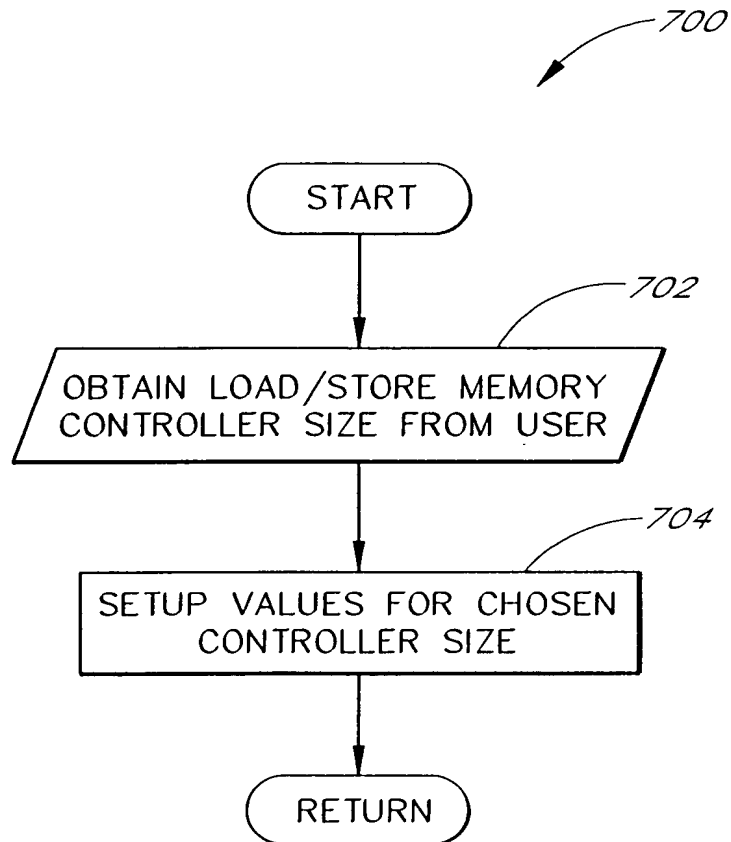 700
START
702
OBTAIN LOAD/STORE MEMORY
CONTROLLER SIZE FROM USER
704
SETUP VALUES FOR CHOSEN
CONTROLLER SIZE
RETURN